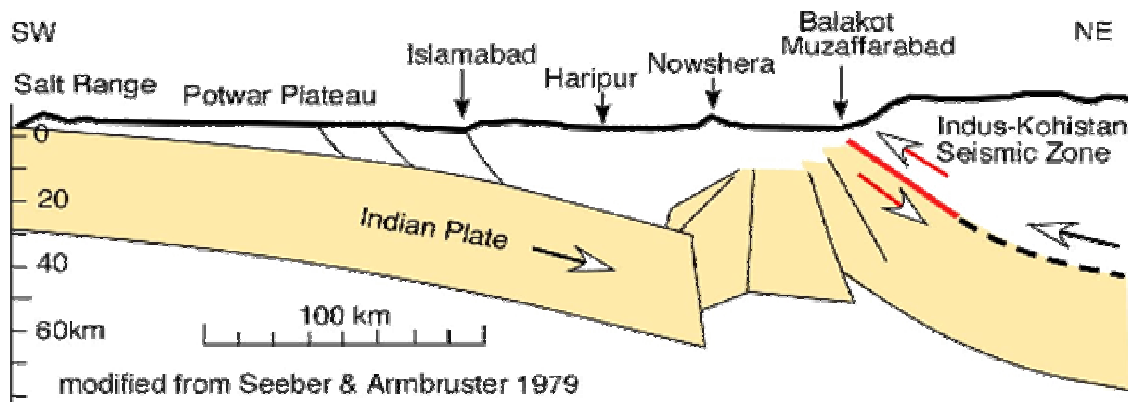 SW
NE
Balakot
Muzaffarabad
Islamabad
Nowshera
Haripur
Salt Range
Potwar Plateau
Indus-Kohistan
Seismic Zone
0
20
Indian Plate
40
100 km
60km
modified from Seeber & Armbruster 1979